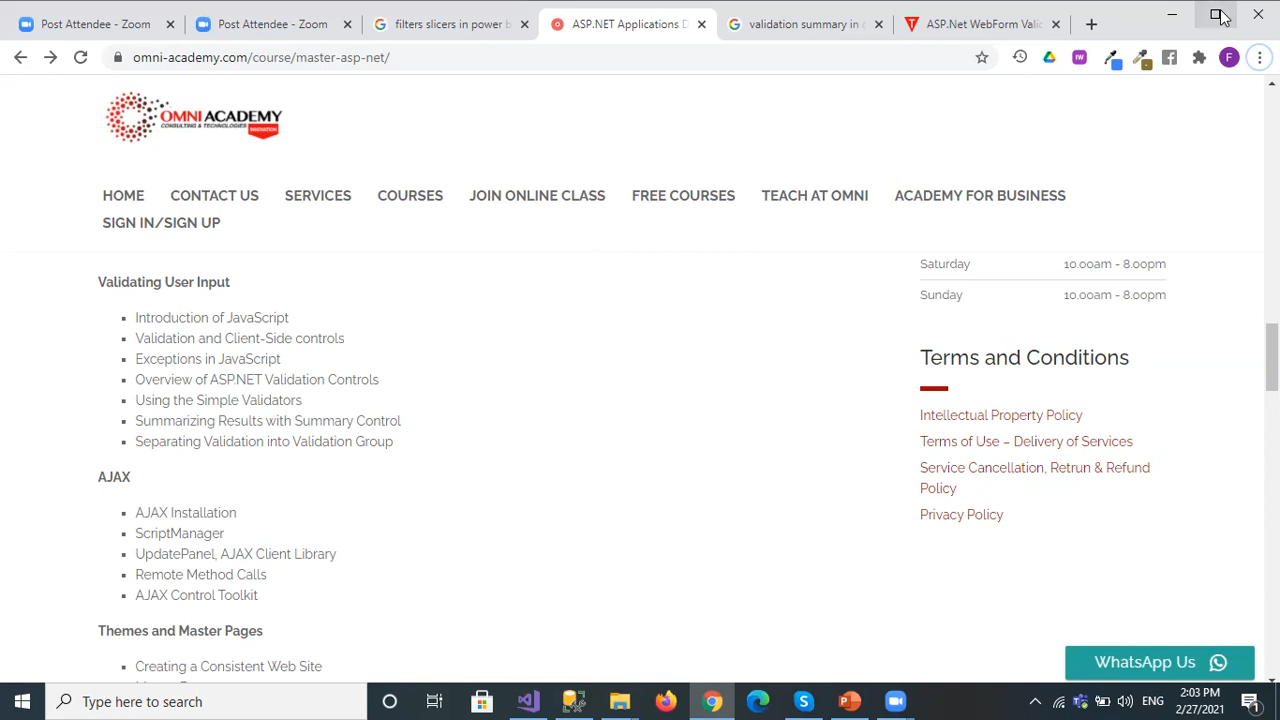 Post Attendee - Zoom
Post Attendee - Zoom
filters slicers in power b
ASP.NET Applications D
validation summary in
ASP.Net WebForm Vali
omni-academy.com/course/master-asp-net/
F
OMNI ACADEMY
CONSULTING & TECHNOLOGIES
INNOVATION
HOME CONTACT US SERVICES COURSES JOIN ONLINE CLASS FREE COURSES TEACH AT OMNI ACADEMY FOR BUSINESS
SIGN IN/SIGN UP
Validating User Input
Introduction of JavaScript
Validation and Client-Side controls
Exceptions in JavaScript
Overview of ASP.NET Validation Controls
Using the Simple Validators
Summarizing Results with Summary Control
Separating Validation into Validation Group
AJAX
AJAX Installation
ScriptManager
UpdatePanel, AJAX Client Library
Remote Method Calls
AJAX Control Toolkit
Themes and Master Pages
Creating a Consistent Web Site
Saturday 10.00am - 8.00pm
Sunday 10.00am - 8.00pm
Terms and Conditions
Intellectual Property Policy
Terms of Use – Delivery of Services
Service Cancellation, Retrun & Refund
Policy
Privacy Policy
WhatsApp Us
Type here to search
ENG
2:03 PM
2/27/2021
1